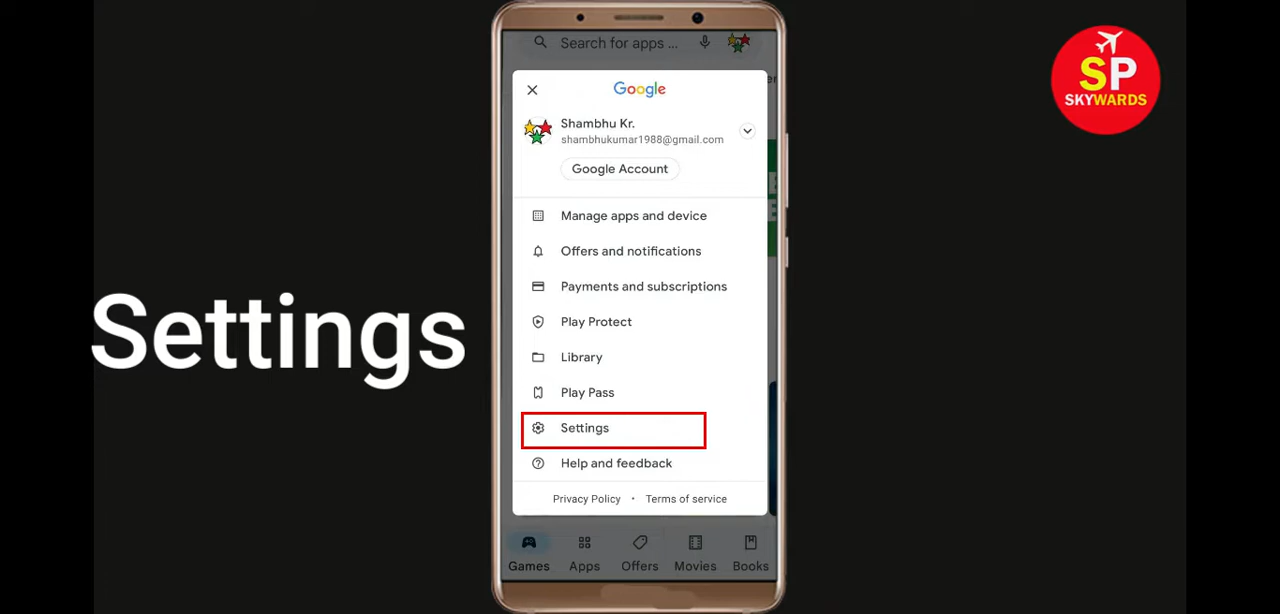 Search for apps ...
Google
Shambhu Kr.
shambhukumar1988@gmail.com
Google Account
Manage apps and device
Offers and notifications
Payments and subscriptions
Play Protect
Library
Play Pass
Settings
Help and feedback
Privacy Policy • Terms of service
Games Apps Offers Movies Books
Settings
SP
SKYWARDS